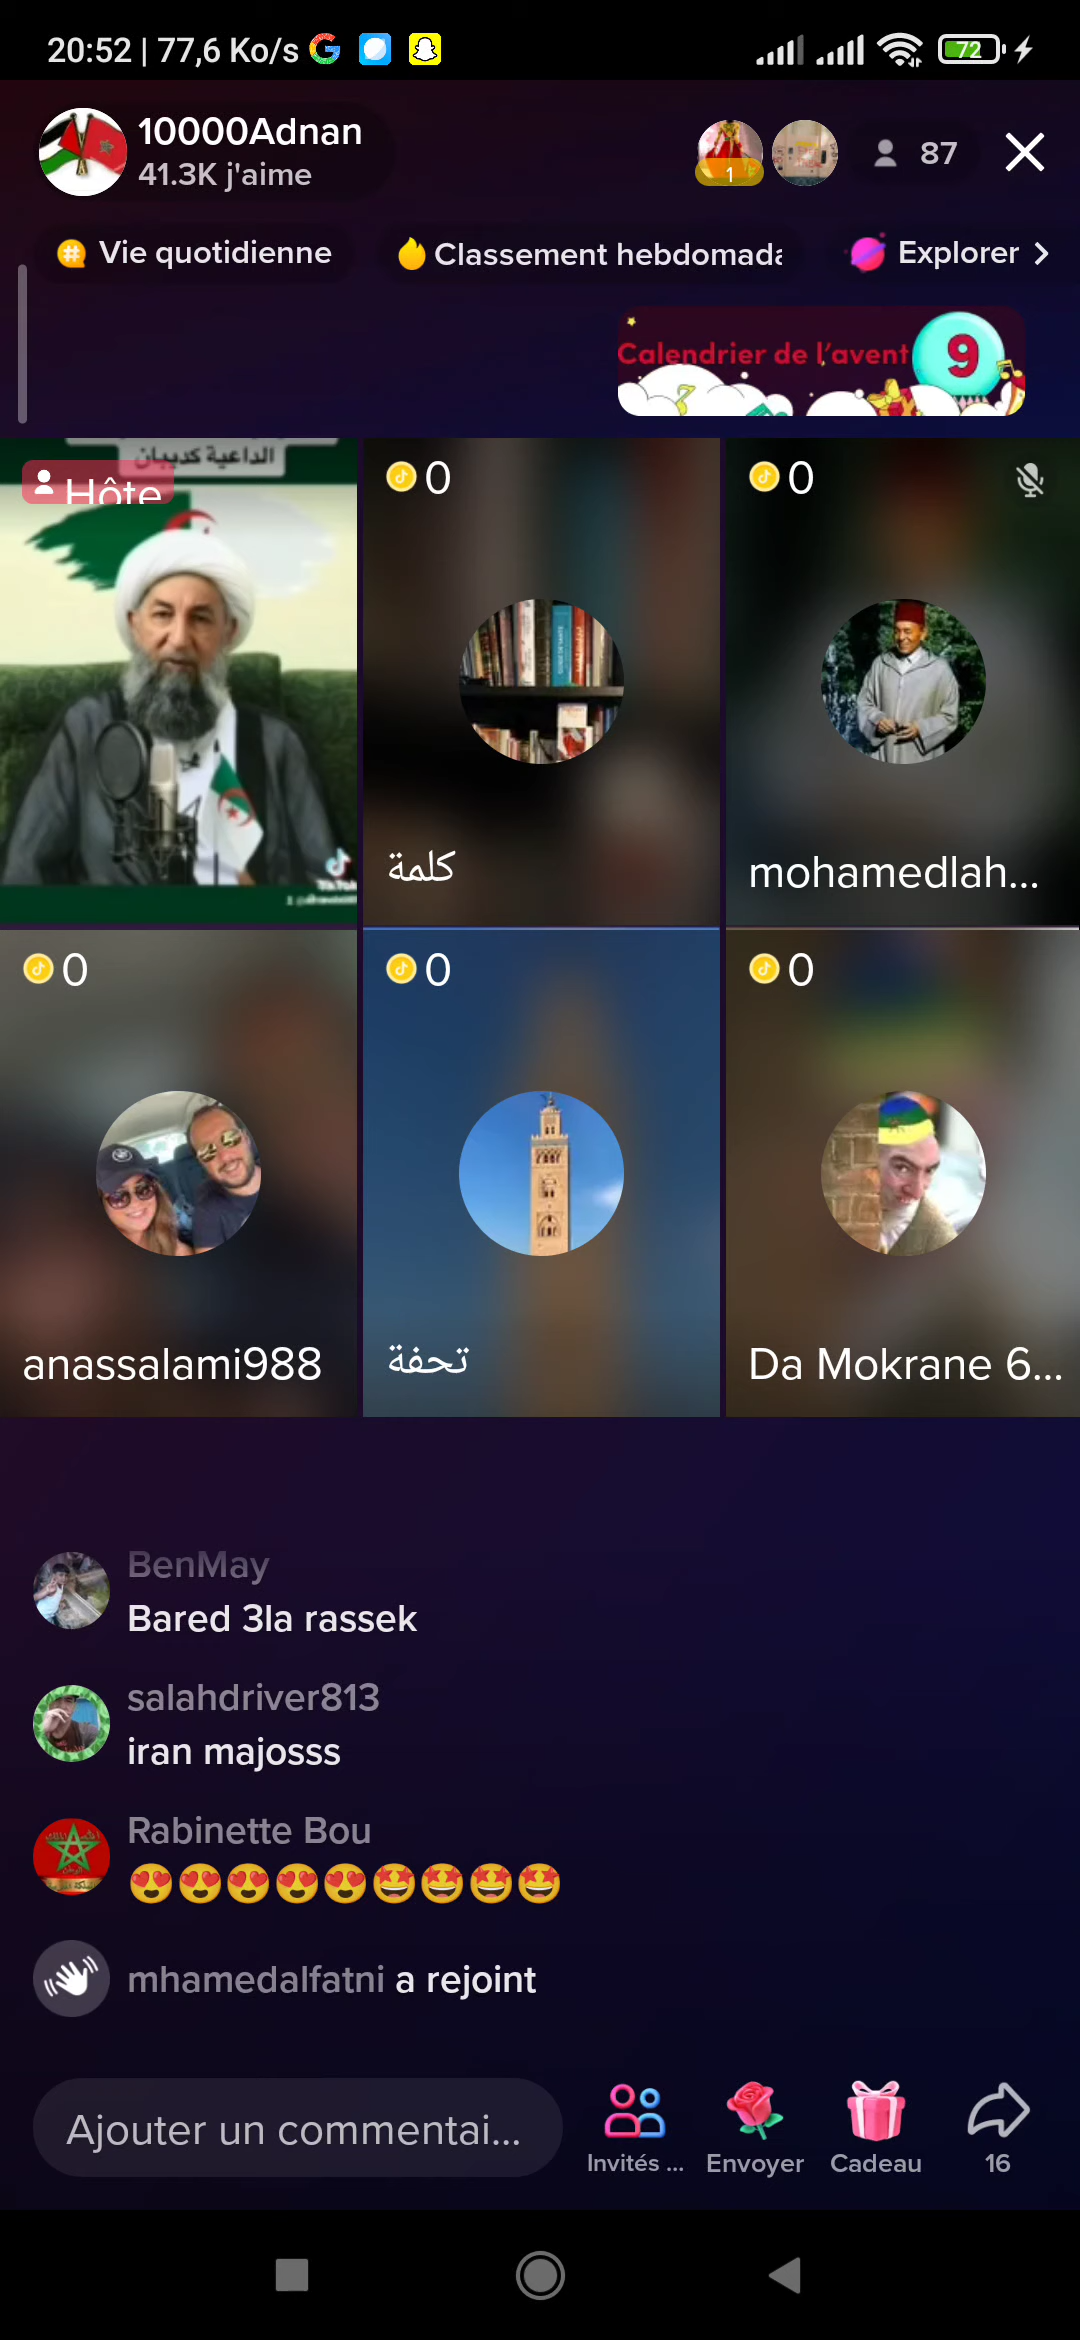 20:52 | 77,6 Ko/s
72
10000Adnan
41.3K j'aime
1
87
Vie quotidienne
Classement hebdomada
Explorer
Calendrier de l'avent
9
الداعية كديبان
Hôte
0
0
TikTok
كلمة
mohamedlah...
0
0
0
anassalami988
تحفة
Da Mokrane 6...
BenMay
Bared 3la rassek
salahdriver813
iran majosss
Rabinette Bou
😍😍😍😍😍🤩🤩🤩🤩
mhamedalfatni a rejoint
Ajouter un commentai...
Invités ...
Envoyer
Cadeau
16